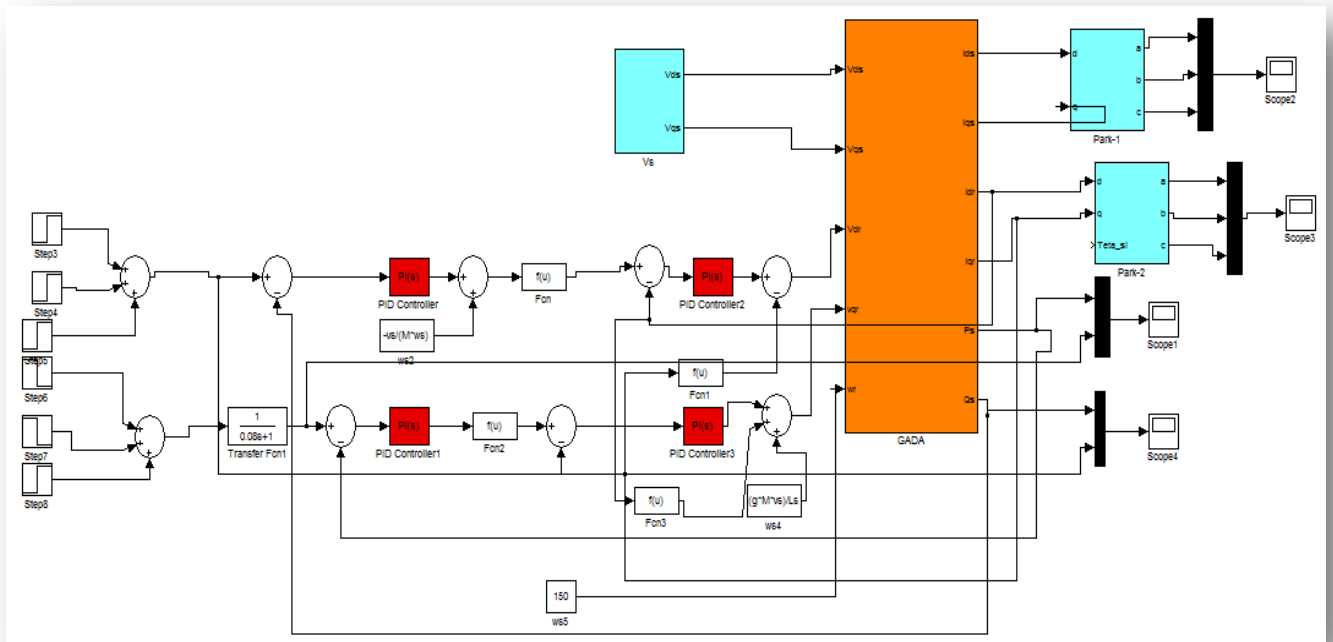 Vds
Vqs
Vs
Vds
Vqs
Vdr
vqr
wr
Ids
Iqs
Idr
Iqr
Ps
Qs
GADA
d
q
a
b
c
Park-1
Scope2
d
q
Teta_sl
a
b
c
Park-2
Scope3
Scope1
Scope4
Step3
Step4
Step5
Step6
Step7
Step8
PI(s)
PID Controller
-vs/(M*ws)
ws2
f(u)
Fcn
PI(s)
PID Controller2
f(u)
Fcn1
1
0.08s+1
Transfer Fcn1
PI(s)
PID Controller1
f(u)
Fcn2
PI(s)
PID Controller3
f(u)
Fcn3
(g*M*vs)/Ls
ws4
150
ws5